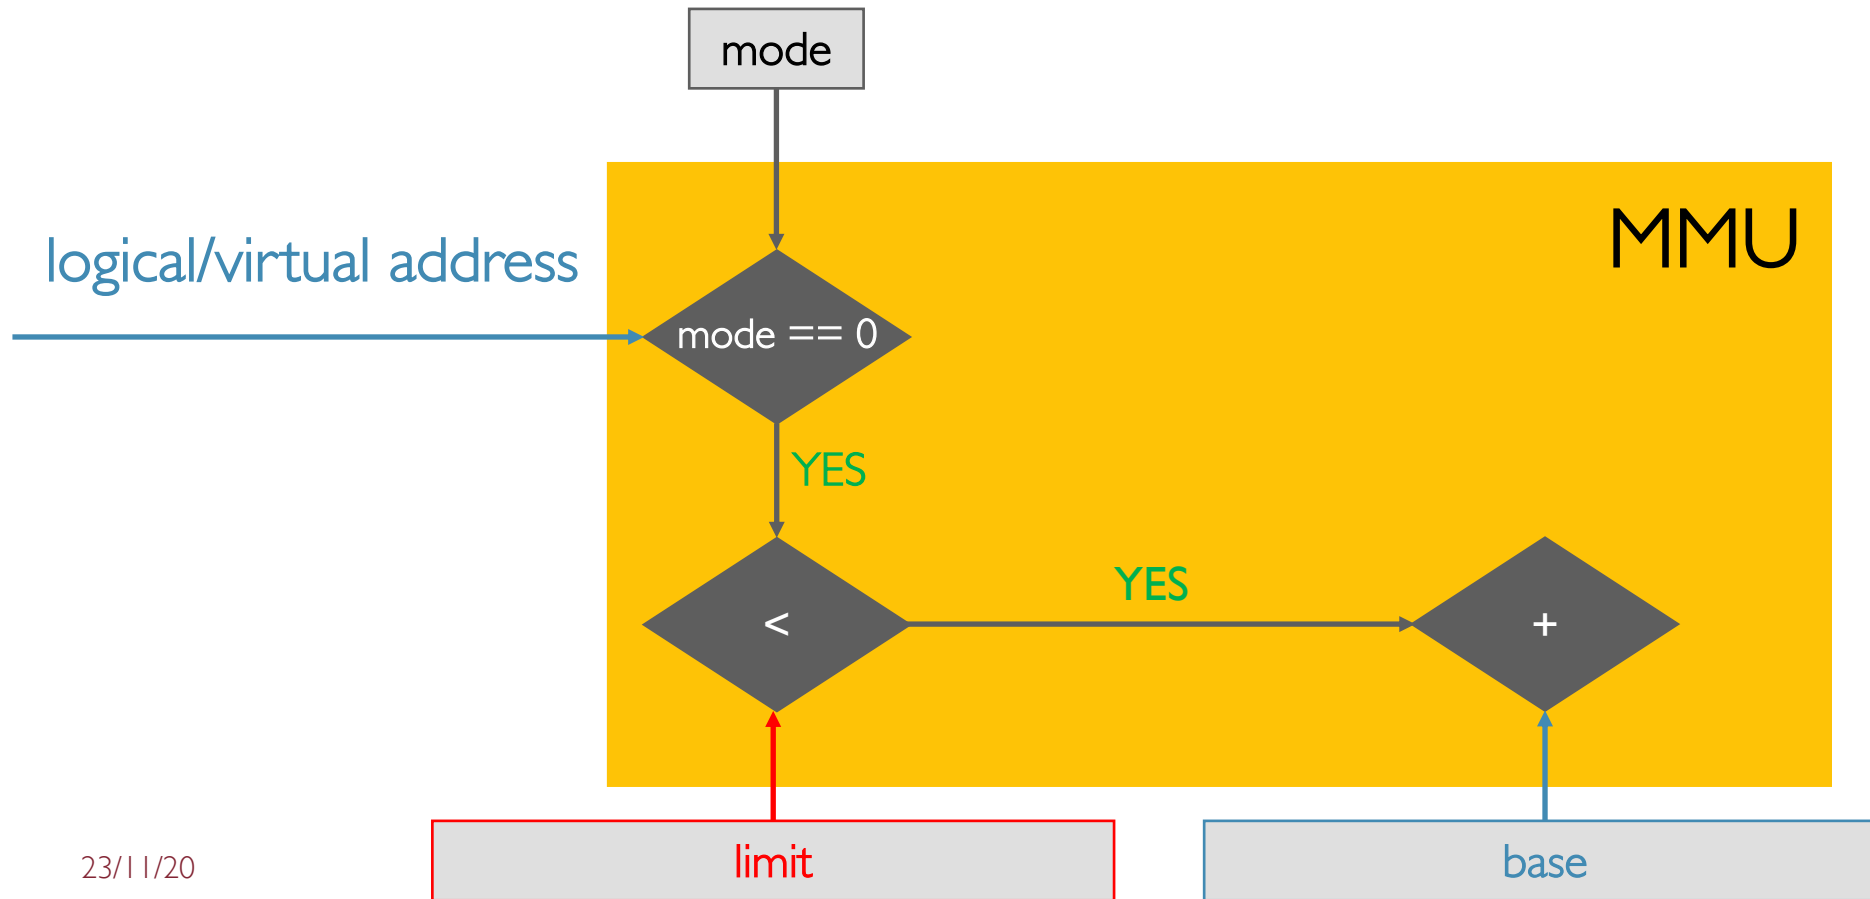 mode
MMU
logical/virtual address
mode == 0
YES
YES
<
+
limit
base
23/11/20